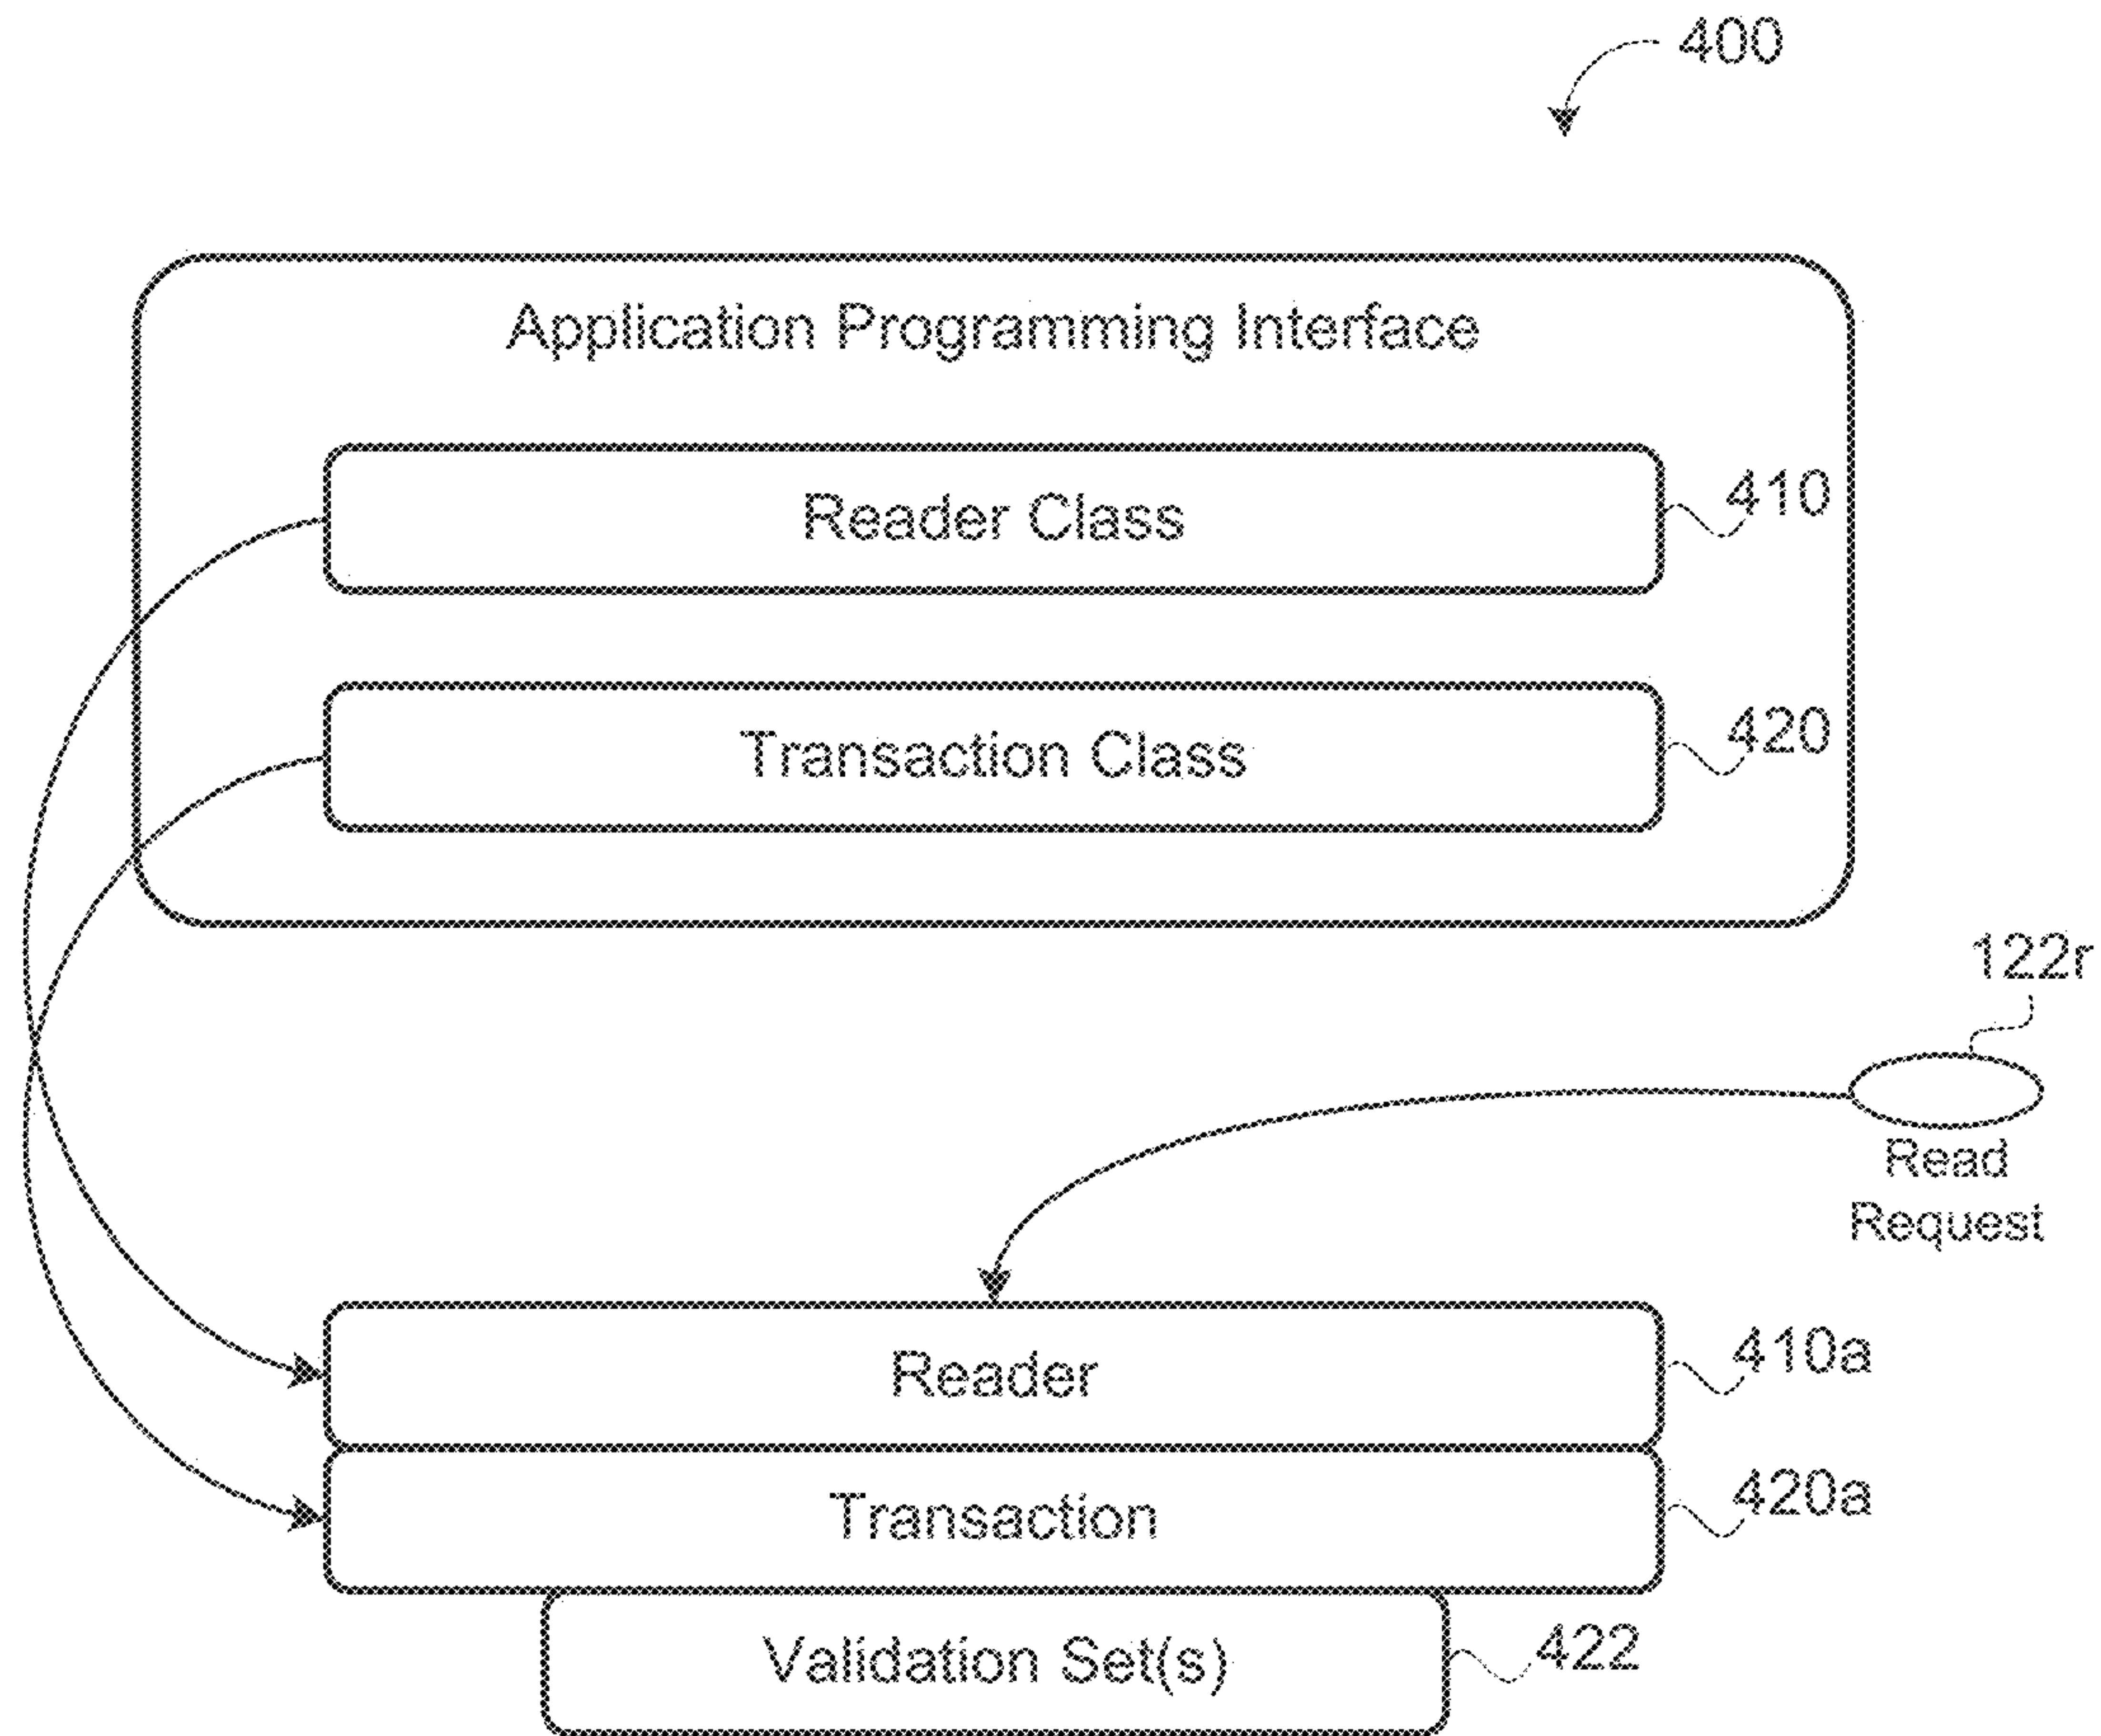 400
Application Programming Interface
Reader Class
410
Transaction Class
420
122r
Read
Request
Reader
410a
Transaction
420a
Validation Set(s)
422